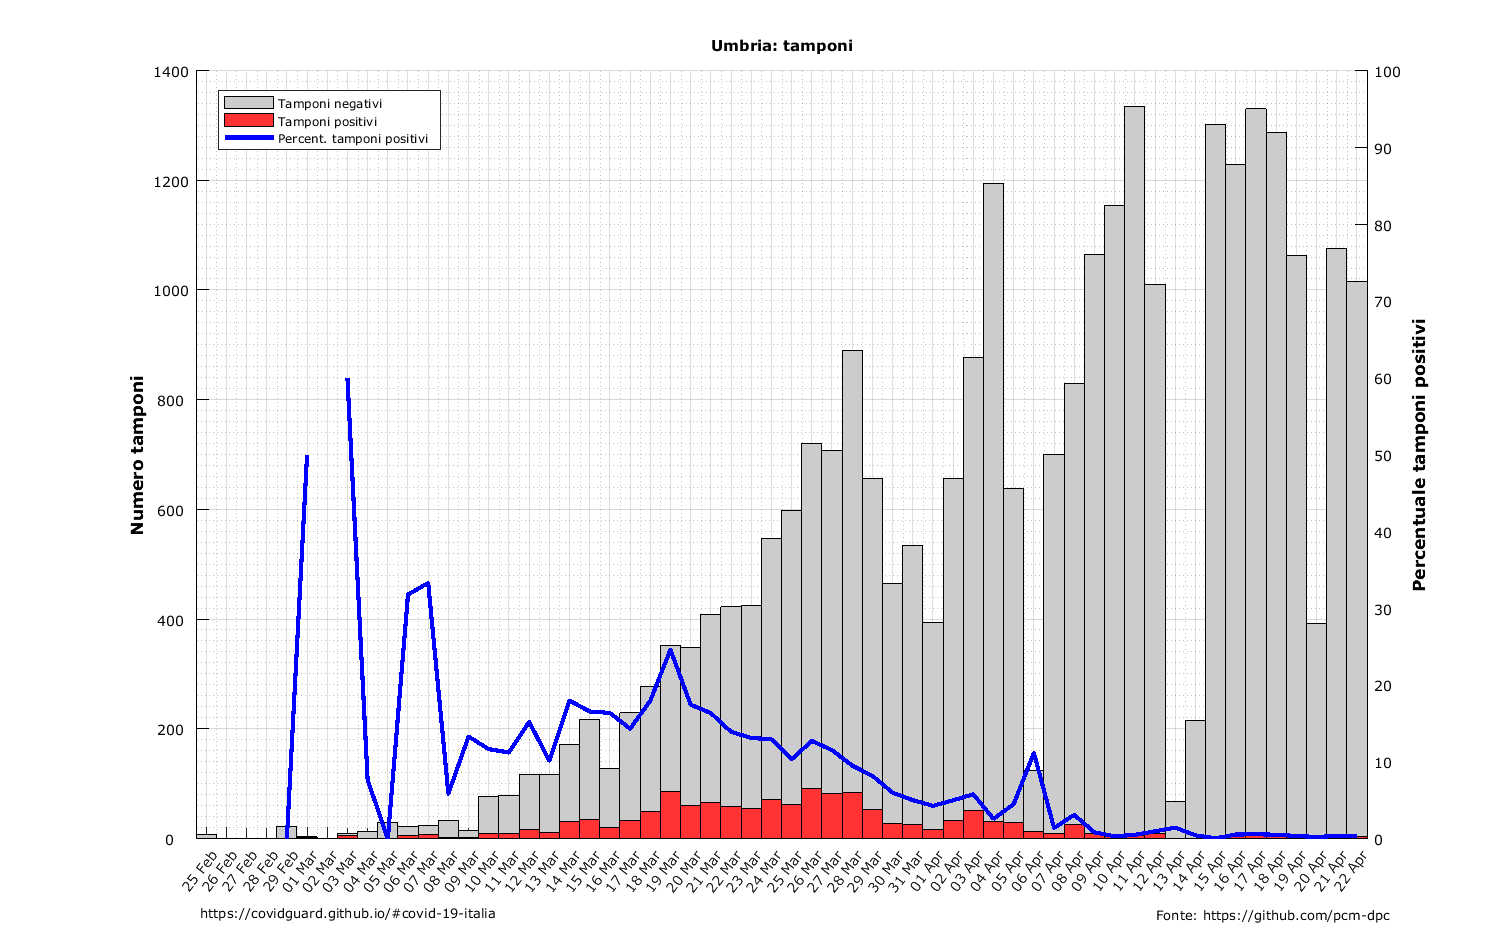 Umbria: tamponi
1400
1200
1000
800
600
400
200
0
Numero tamponi
Tamponi negativi
Tamponi positivi
Percent. tamponi positivi
100
90
80
70
60
50
40
30
20
10
0
Percentuale tamponi positivi
25 Feb
26 Feb
27 Feb
28 Feb
29 Feb
01 Mar
02 Mar
03 Mar
04 Mar
05 Mar
06 Mar
07 Mar
08 Mar
09 Mar
10 Mar
11 Mar
12 Mar
13 Mar
14 Mar
15 Mar
16 Mar
17 Mar
18 Mar
19 Mar
20 Mar
21 Mar
22 Mar
23 Mar
24 Mar
25 Mar
26 Mar
27 Mar
28 Mar
29 Mar
30 Mar
31 Mar
01 Apr
02 Apr
03 Apr
04 Apr
05 Apr
06 Apr
07 Apr
08 Apr
09 Apr
10 Apr
11 Apr
12 Apr
13 Apr
14 Apr
15 Apr
16 Apr
17 Apr
18 Apr
19 Apr
20 Apr
21 Apr
22 Apr
https://covidguard.github.io/#covid-19-italia
Fonte: https://github.com/pcm-dpc